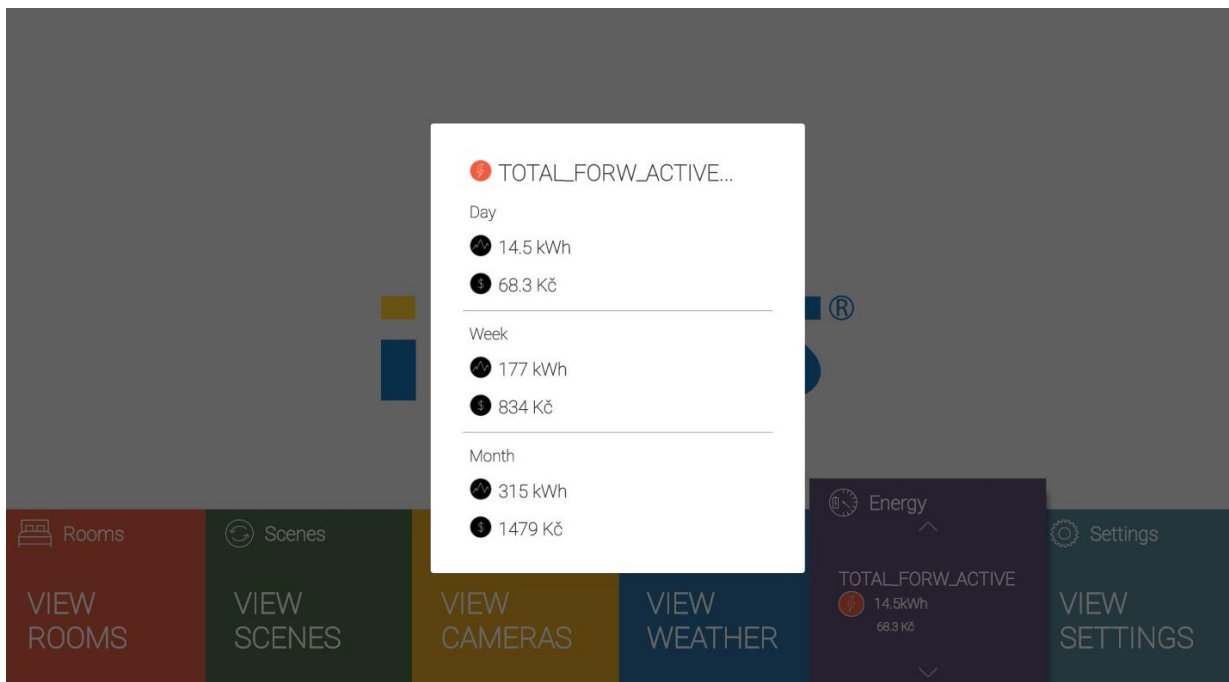 TOTAL_FORW_ACTIVE...
Day
14.5 kWh
$ 68.3 Kč
Week
177 kWh
$ 834 Kč
Month
315 kWh
$ 1479 Kč
®
Rooms
VIEW
ROOMS
Scenes
VIEW
SCENES
VIEW
CAMERAS
VIEW
WEATHER
Energy
TOTAL_FORW_ACTIVE
14.5kWh
68.3 Kč
Settings
VIEW
SETTINGS